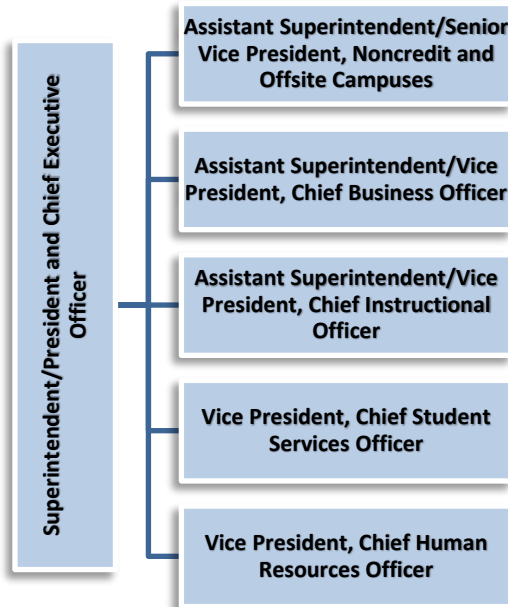 Superintendent/President and Chief Executive
Officer
Assistant Superintendent/Senior
Vice President, Noncredit and
Offsite Campuses
Assistant Superintendent/Vice
President, Chief Business Officer
Assistant Superintendent/Vice
President, Chief Instructional
Officer
Vice President, Chief Student
Services Officer
Vice President, Chief Human
Resources Officer